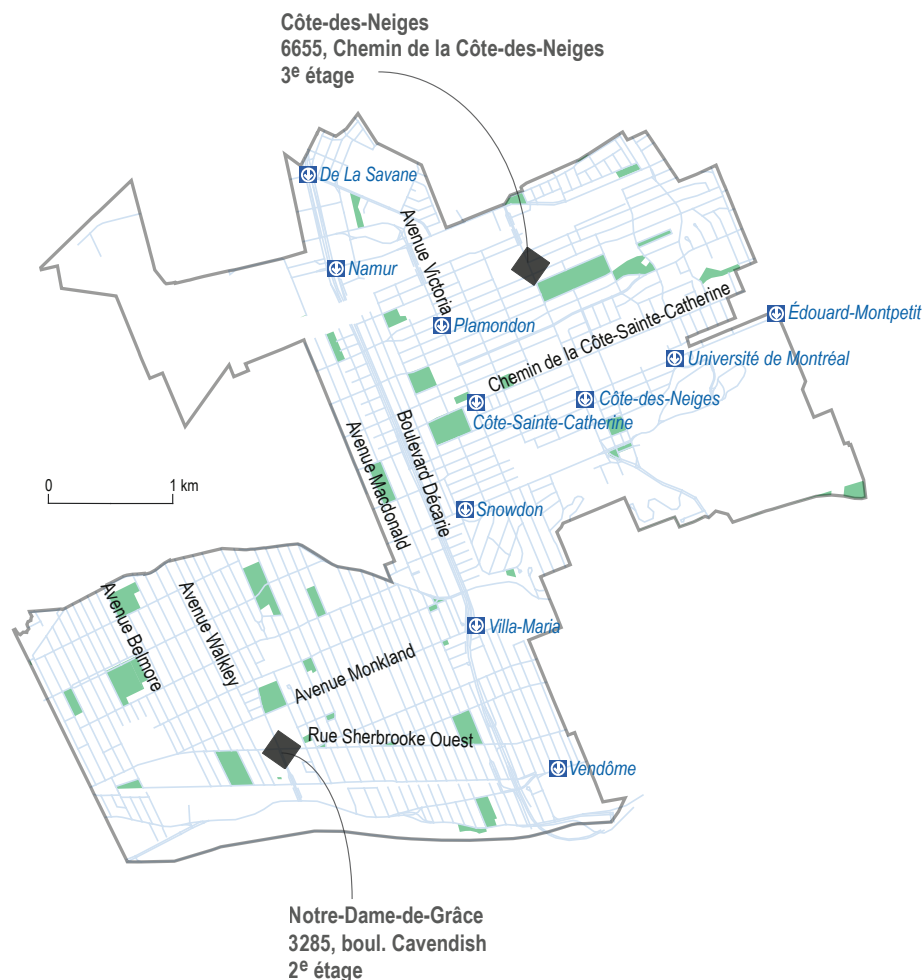 Côte-des-Neiges
6655, Chemin de la Côte-des-Neiges
3e étage
De La Savane
Avenue Victoria
Namur
Plamondon
Édouard-Montpetit
Chemin de la Côte-Sainte-Catherine
Université de Montréal
Côte-des-Neiges
Côte-Sainte-Catherine
Boulevard Décarie
Avenue Macdonald
0 1 km
Snowdon
Avenue Belmore
Avenue Walkley
Villa-Maria
Avenue Monkland
Rue Sherbrooke Ouest
Vendôme
Notre-Dame-de-Grâce
3285, boul. Cavendish
2e étage